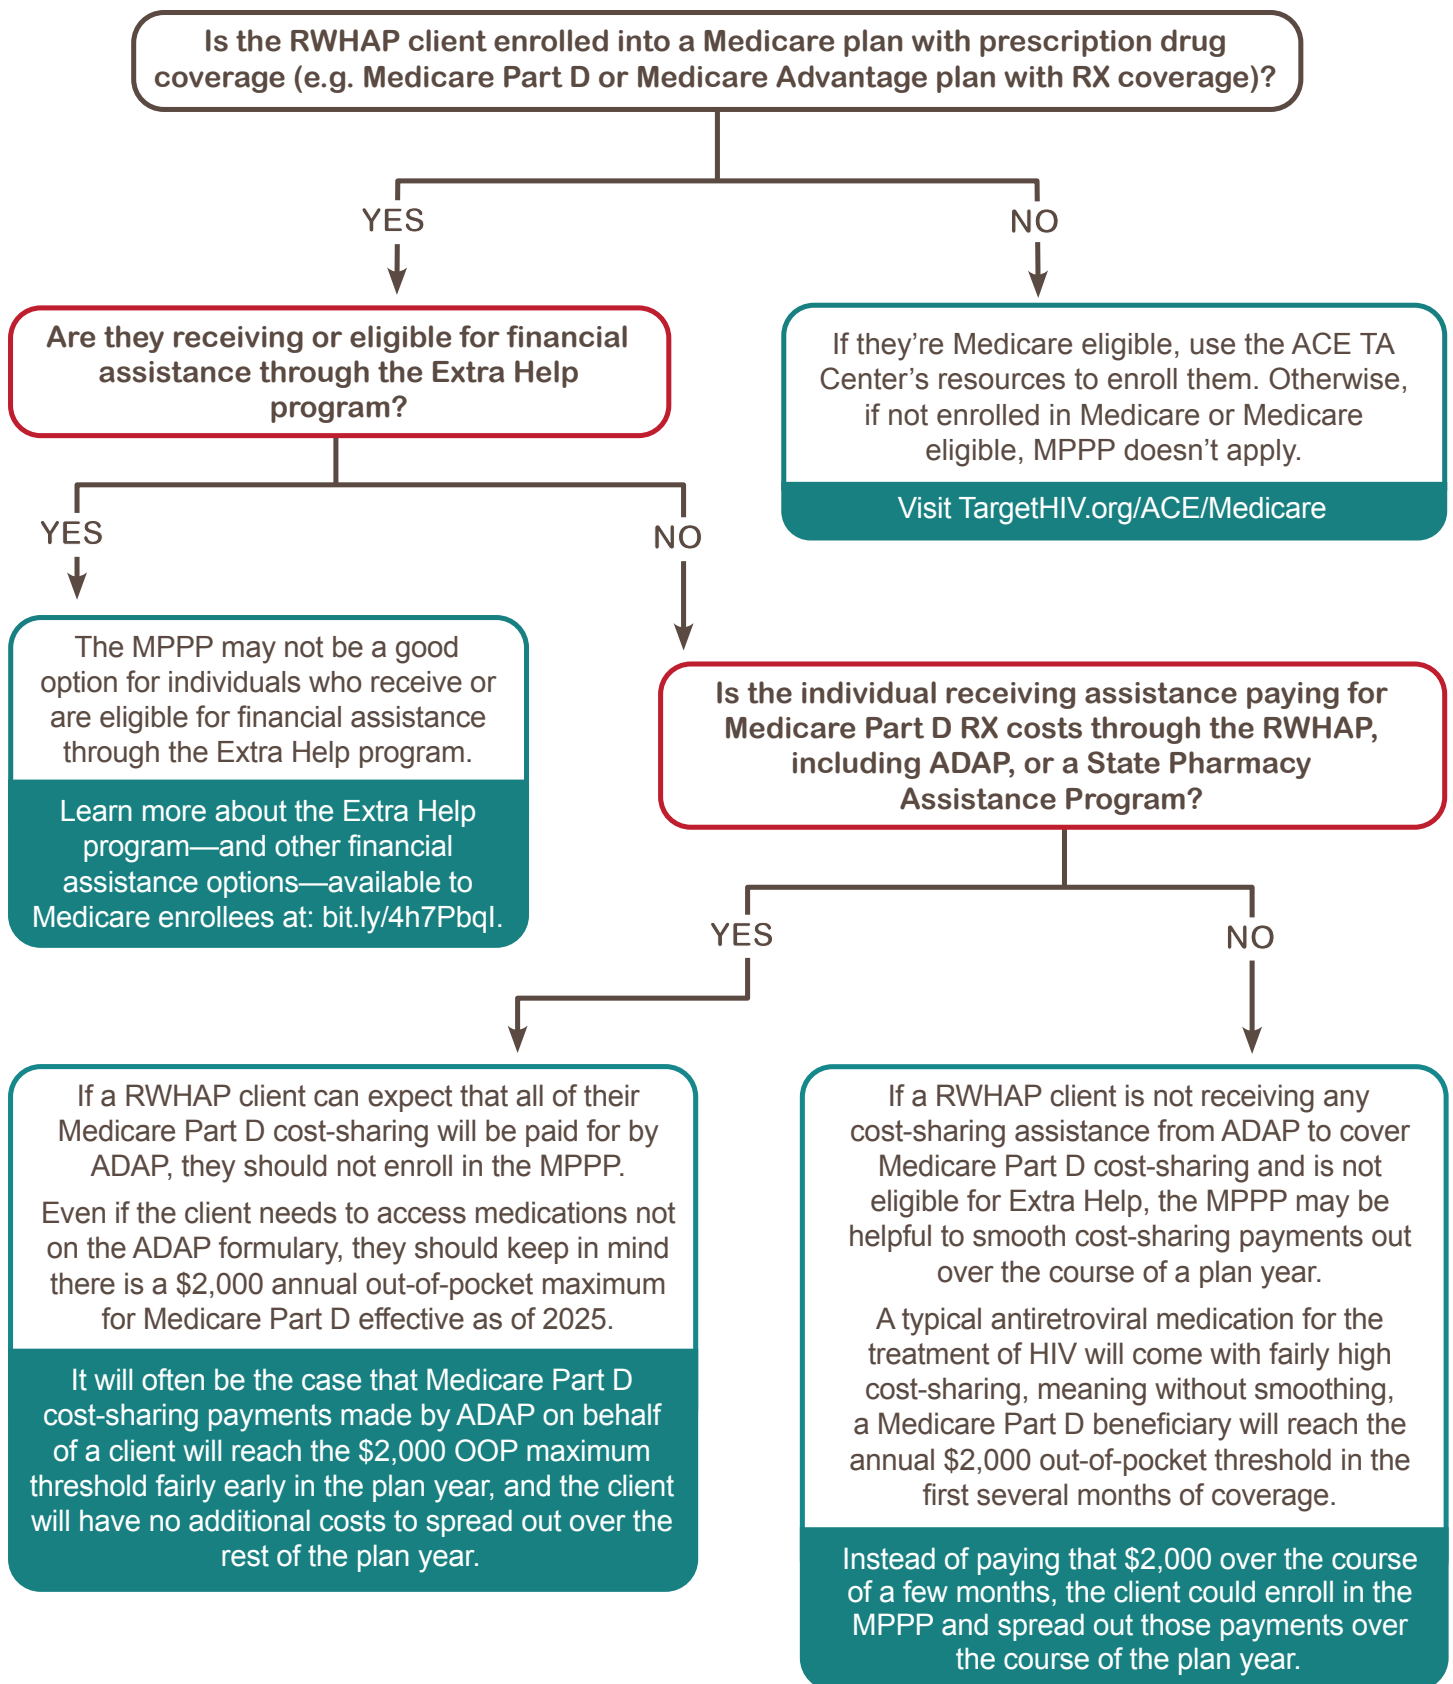 Is the RWHAP client enrolled into a Medicare plan with prescription drug
coverage (e.g. Medicare Part D or Medicare Advantage plan with RX coverage)?
YES
NO
Are they receiving or eligible for financial
assistance through the Extra Help
program?
If they’re Medicare eligible, use the ACE TA
Center’s resources to enroll them. Otherwise,
if not enrolled in Medicare or Medicare
eligible, MPPP doesn’t apply.
Visit TargetHIV.org/ACE/Medicare
YES
NO
The MPPP may not be a good
option for individuals who receive or
are eligible for financial assistance
through the Extra Help program.
Learn more about the Extra Help
program—and other financial
assistance options—available to
Medicare enrollees at: bit.ly/4h7PbqI.
Is the individual receiving assistance paying for
Medicare Part D RX costs through the RWHAP,
including ADAP, or a State Pharmacy
Assistance Program?
YES
NO
If a RWHAP client can expect that all of their
Medicare Part D cost-sharing will be paid for by
ADAP, they should not enroll in the MPPP.
Even if the client needs to access medications not
on the ADAP formulary, they should keep in mind
there is a $2,000 annual out-of-pocket maximum
for Medicare Part D effective as of 2025.
It will often be the case that Medicare Part D
cost-sharing payments made by ADAP on behalf
of a client will reach the $2,000 OOP maximum
threshold fairly early in the plan year, and the client
will have no additional costs to spread out over the
rest of the plan year.
If a RWHAP client is not receiving any
cost-sharing assistance from ADAP to cover
Medicare Part D cost-sharing and is not
eligible for Extra Help, the MPPP may be
helpful to smooth cost-sharing payments out
over the course of a plan year.
A typical antiretroviral medication for the
treatment of HIV will come with fairly high
cost-sharing, meaning without smoothing,
a Medicare Part D beneficiary will reach the
annual $2,000 out-of-pocket threshold in the
first several months of coverage.
Instead of paying that $2,000 over the course
of a few months, the client could enroll in the
MPPP and spread out those payments over
the course of the plan year.